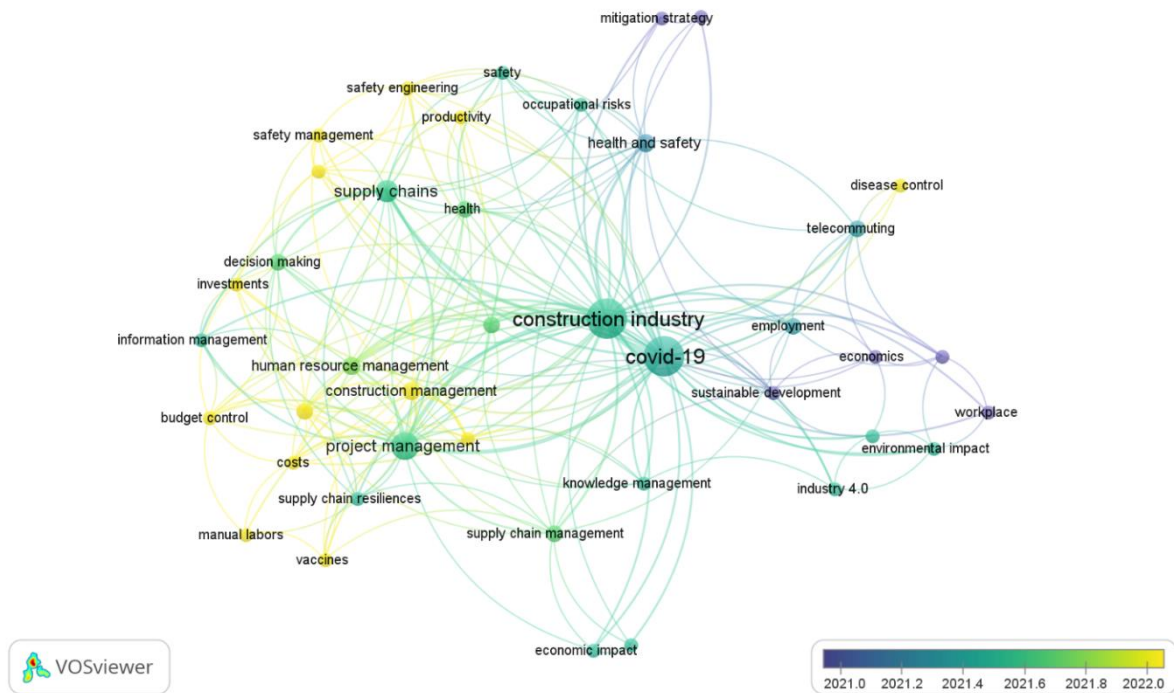 mitigation strategy
safety
safety engineering
occupational risks
productivity
safety management
health and safety
disease control
supply chains
health
telecommuting
decision making
investments
construction industry
employment
information management
covid-19
economics
human resource management
construction management
sustainable development
workplace
budget control
project management
environmental impact
costs
knowledge management
industry 4.0
supply chain resiliences
manual labors
supply chain management
vaccines
economic impact
VOSviewer
2021.0 2021.2 2021.4 2021.6 2021.8 2022.0